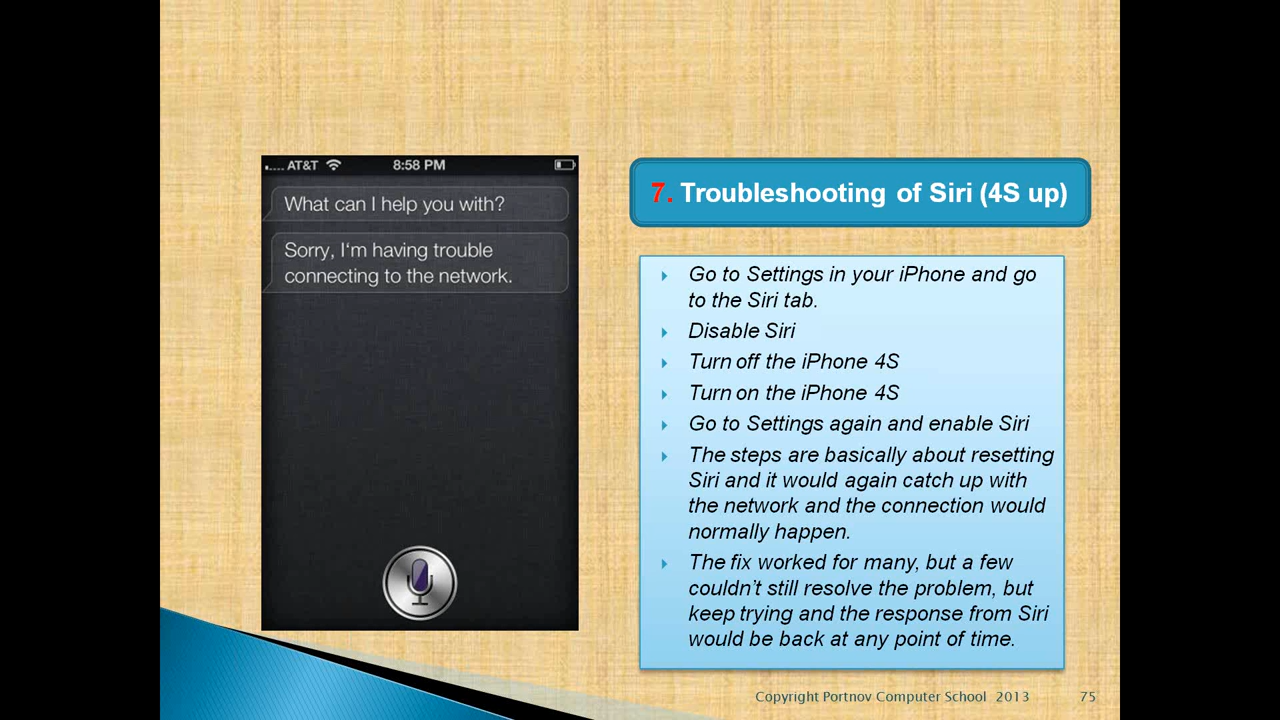 AT&T 8:58 PM
What can I help you with?
Sorry, I'm having trouble
connecting to the network.
7. Troubleshooting of Siri (4S up)
Go to Settings in your iPhone and go
to the Siri tab.
Disable Siri
Turn off the iPhone 4S
Turn on the iPhone 4S
Go to Settings again and enable Siri
The steps are basically about resetting
Siri and it would again catch up with
the network and the connection would
normally happen.
The fix worked for many, but a few
couldn't still resolve the problem, but
keep trying and the response from Siri
would be back at any point of time.
Copyright Portnov Computer School 2013 75